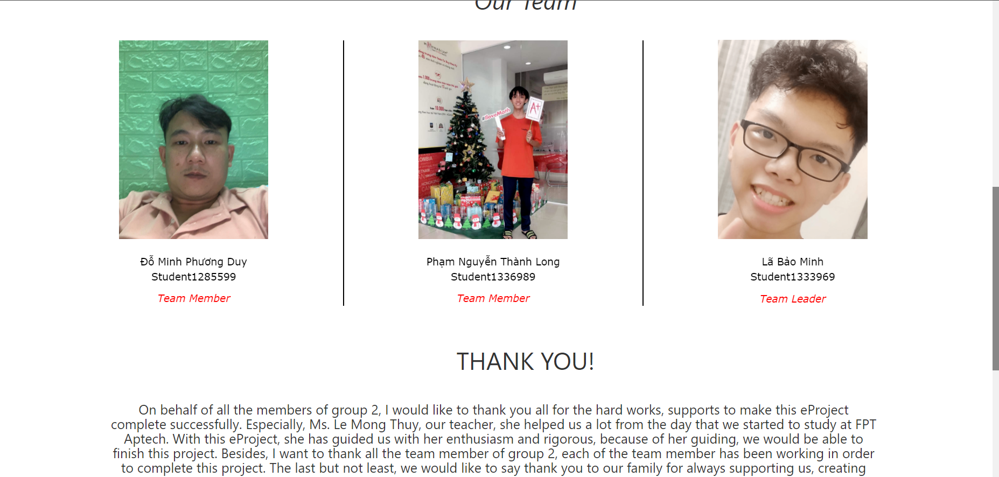 Our Team
#IloveMath
A+
LOMBIA
SINGAPO
HONGKONG
Đỗ Minh Phương Duy
Student1285599
Team Member
Phạm Nguyễn Thành Long
Student1336989
Team Member
Lã Bảo Minh
Student1333969
Team Leader
THANK YOU!
On behalf of all the members of group 2, I would like to thank you all for the hard works, supports to make this eProject
complete successfully. Especially, Ms. Le Mong Thuy, our teacher, she helped us a lot from the day that we started to study at FPT
Aptech. With this eProject, she has guided us with her enthusiasm and rigorous, because of her guiding, we would be able to
finish this project. Besides, I want to thank all the team member of group 2, each of the team member has been working in order
to complete this project. The last but not least, we would like to say thank you to our family for always supporting us, creating